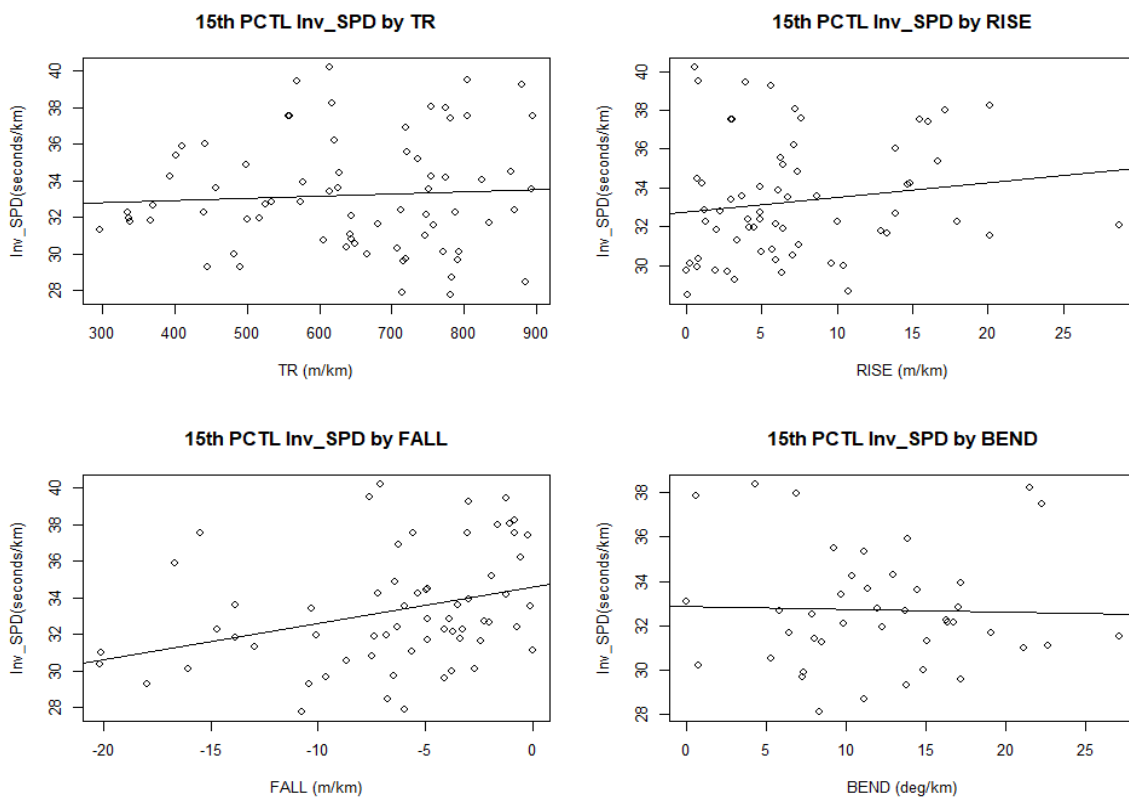 15th PCTL Inv_SPD by TR
Inv_SPD(seconds/km)
28 30 32 34 36 38 40
300 400 500 600 700 800 900
TR (m/km)
15th PCTL Inv_SPD by RISE
Inv_SPD(seconds/km)
30 32 34 36 38 40
0 5 10 15 20 25
RISE (m/km)
15th PCTL Inv_SPD by FALL
Inv_SPD(seconds/km)
28 30 32 34 36 38 40
-20 -15 -10 -5 0
FALL (m/km)
15th PCTL Inv_SPD by BEND
Inv_SPD(seconds/km)
28 30 32 34 36 38
0 5 10 15 20 25
BEND (deg/km)